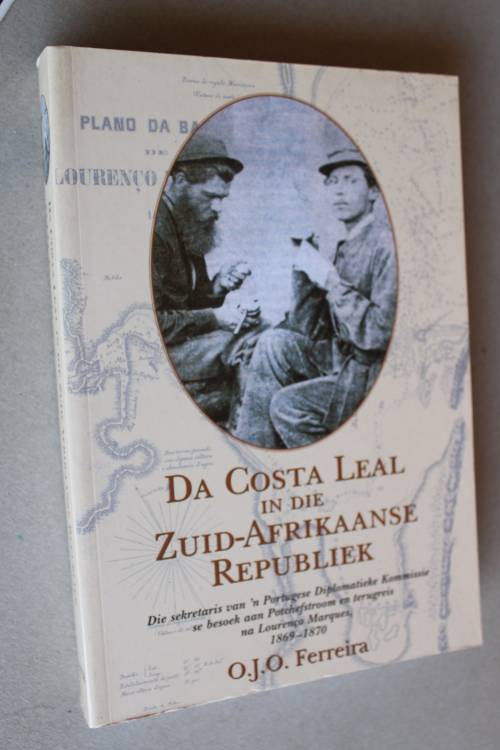 PLANO DA BA
DE
LOURENÇO
DA COSTA LEAL
IN DIE
ZUID-AFRIKAANSE
REPUBLIEK
Die sekretaris van 'n Portugese Diplomatieke Kommissie
se besoek aan Potchefstroom en terugreis
na Lourenço Marques,
1869-1870
O.J.O. Ferreira